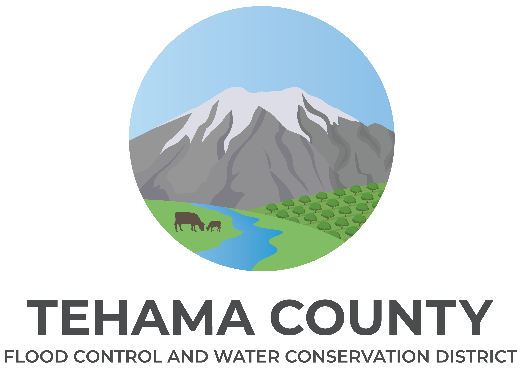 TEHAMA COUNTY
FLOOD CONTROL AND WATER CONSERVATION DISTRICT